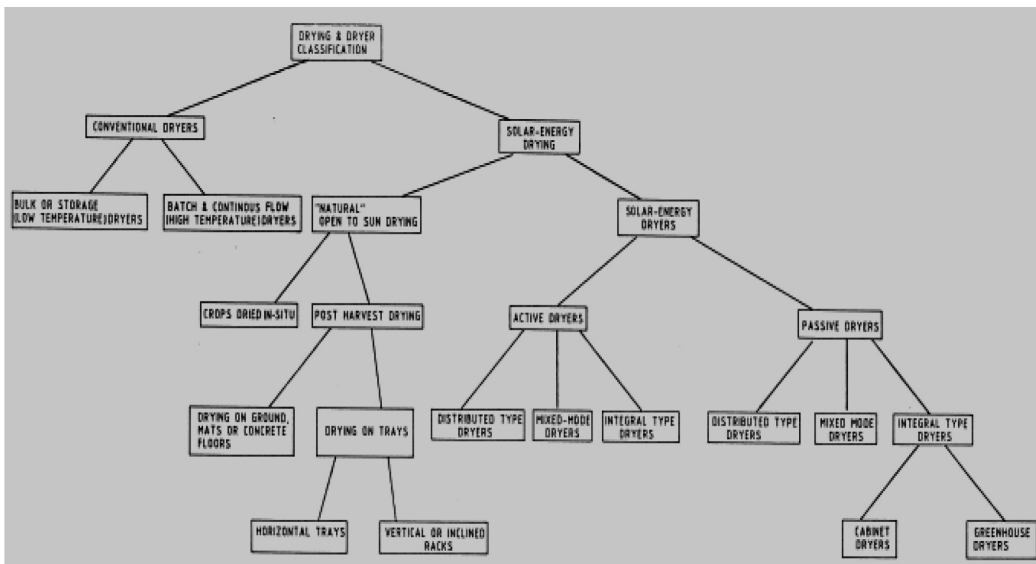 DRYING & DRYER
CLASSIFICATION
CONVENTIONAL DRYERS
SOLAR-ENERGY
DRYING
BULK OR STORAGE
(LOW TEMPERATURE)DRYERS
BATCH & CONTINOUS FLOW
(HIGH TEMPERATURE)DRYERS
"NATURAL"
OPEN TO SUN DRYING
SOLAR-ENERGY
DRYERS
CROPS DRIED IN-SITU
POST HARVEST DRYING
ACTIVE DRYERS
PASSIVE DRYERS
DRYING ON GROUND,
MATS OR CONCRETE
FLOORS
DRYING ON TRAYS
DISTRIBUTED TYPE
DRYERS
MIXED-MODE
DRYERS
INTEGRAL TYPE
DRYERS
DISTRIBUTED TYPE
DRYERS
MIXED MODE
DRYERS
INTEGRAL TYPE
DRYERS
HORIZONTAL TRAYS
VERTICAL OR INCLINED
RACKS
CABINET
DRYERS
GREENHOUSE
DRYERS